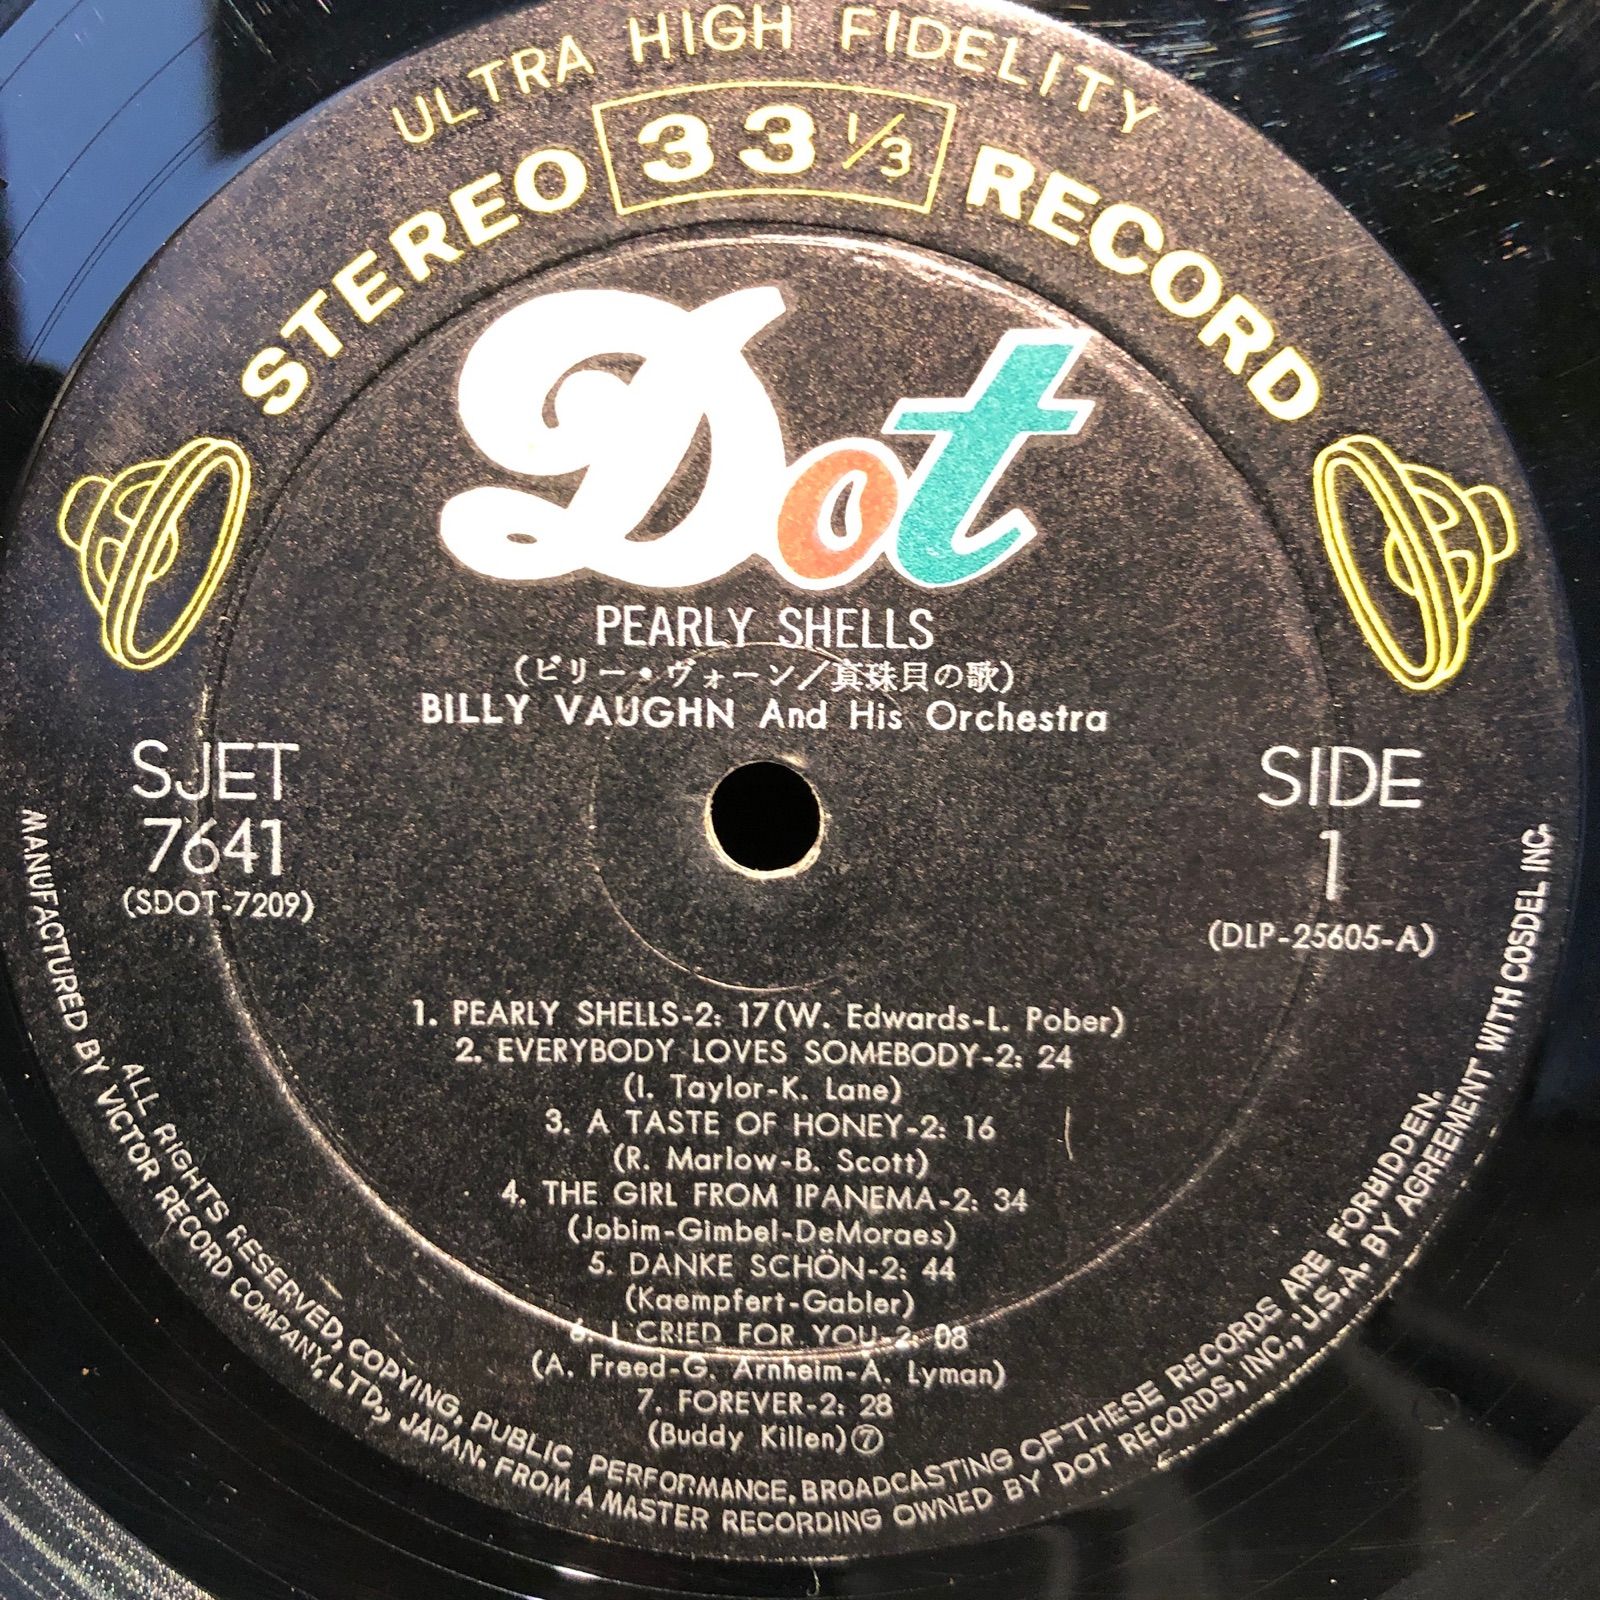 ULTRA HIGH FIDELITY
STEREO 33 1/3 RECORD
Dot
PEARLY SHELLS
(ビリー・ヴォーン/真珠貝の歌)
BILLY VAUGHN And His Orchestra
SJET
7641
(SDOT-7209)
SIDE
1
(DLP-25605-A)
1. PEARLY SHELLS-2: 17(W. Edwards-L. Pober)
2. EVERYBODY LOVES SOMEBODY-2: 24
(I. Taylor-K. Lane)
3. A TASTE OF HONEY-2: 16
(R. Marlow-B. Scott)
4. THE GIRL FROM IPANEMA-2: 34
(Jobim-Gimbel-DeMoraes)
5. DANKE SCHÖN-2: 44
(Kaempfert-Gabler)
6. I CRIED FOR YOU-2: 08
(A. Freed-G. Arnheim-A. Lyman)
7. FOREVER-2: 28
(Buddy Killen)⑦
ALL RIGHTS RESERVED, COPYING, PUBLIC PERFORMANCE, BROADCASTING OF THESE RECORDS ARE FORBIDDEN.
MANUFACTURED BY VICTOR RECORD COMPANY, LTD., JAPAN. FROM A MASTER RECORDING OWNED BY DOT RECORDS, INC., U.S.A. BY AGREEMENT WITH COSDEL INC.